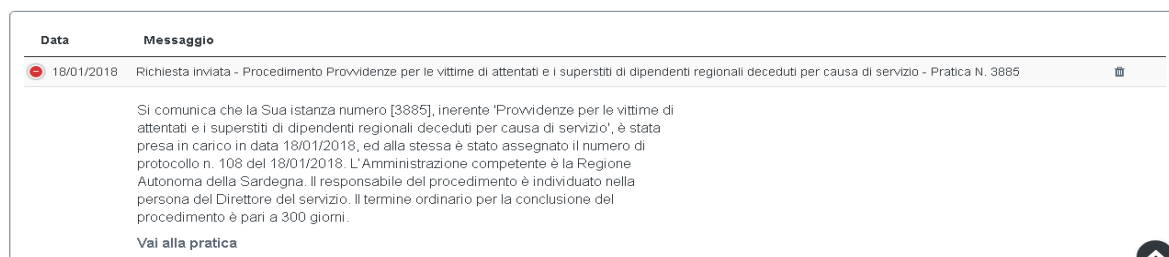 Data Messaggio
18/01/2018 Richiesta inviata - Procedimento Provvidenze per le vittime di attentati e i superstiti di dipendenti regionali deceduti per causa di servizio - Pratica N. 3885
Si comunica che la Sua istanza numero [3885], inerente 'Provvidenze per le vittime di
attentati e i superstiti di dipendenti regionali deceduti per causa di servizio', è stata
presa in carico in data 18/01/2018, ed alla stessa è stato assegnato il numero di
protocollo n. 108 del 18/01/2018. L'Amministrazione competente è la Regione
Autonoma della Sardegna. Il responsabile del procedimento è individuato nella
persona del Direttore del servizio. Il termine ordinario per la conclusione del
procedimento è pari a 300 giorni.
Vai alla pratica